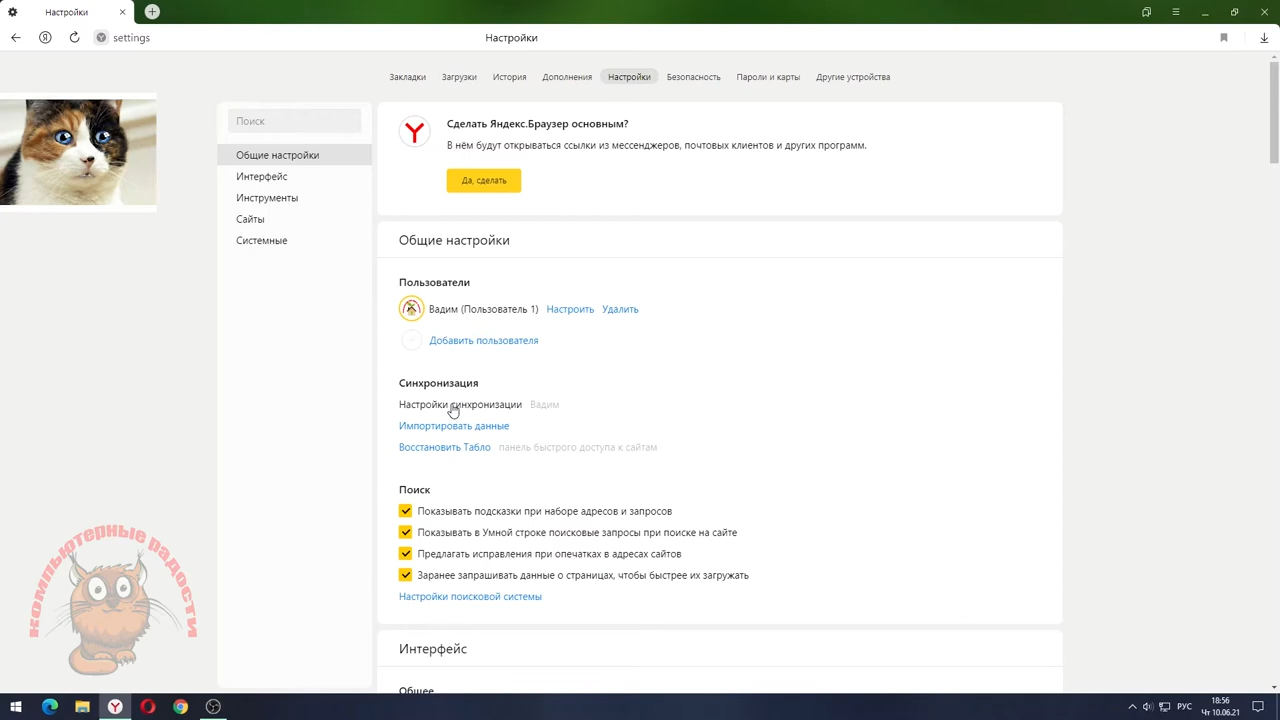 Настройки
settings
Настройки
Закладки Загрузки История Дополнения Настройки Безопасность Пароли и карты Другие устройства
Поиск
Общие настройки
Интерфейс
Инструменты
Сайты
Системные
Сделать Яндекс.Браузер основным?
В нём будут открываться ссылки из мессенджеров, почтовых клиентов и других программ.
Да, сделать
Общие настройки
Пользователи
Вадим (Пользователь 1) Настроить Удалить
Добавить пользователя
Синхронизация
Настройки синхронизации Вадим
Импортировать данные
Восстановить Табло панель быстрого доступа к сайтам
Поиск
Показывать подсказки при наборе адресов и запросов
Показывать в Умной строке поисковые запросы при поиске на сайте
Предлагать исправления при опечатках в адресах сайтов
Заранее запрашивать данные о страницах, чтобы быстрее их загружать
Настройки поисковой системы
Интерфейс
Общее
КОМПЬЮТЕРНЫЕ РАДОСТИ
РУС
18:56
Чт 10.06.21